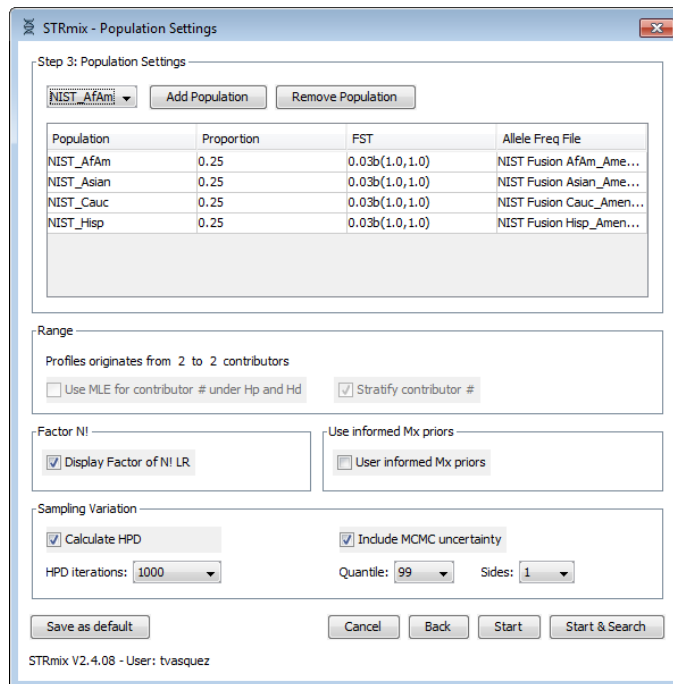 STRmix - Population Settings
Step 3: Population Settings
NIST_AfAm Add Population Remove Population
Population Proportion FST Allele Freq File
NIST_AfAm 0.25 0.03b(1.0,1.0) NIST Fusion AfAm_Ame...
NIST_Asian 0.25 0.03b(1.0,1.0) NIST Fusion Asian_Ame...
NIST_Cauc 0.25 0.03b(1.0,1.0) NIST Fusion Cauc_Amen...
NIST_Hisp 0.25 0.03b(1.0,1.0) NIST Fusion Hisp_Amen...
Range
Profiles originates from 2 to 2 contributors
Use MLE for contributor # under Hp and Hd Stratify contributor #
Factor N! Use informed Mx priors
Display Factor of N! LR User informed Mx priors
Sampling Variation
Calculate HPD Include MCMC uncertainty
HPD iterations: 1000 Quantile: 99 Sides: 1
Save as default Cancel Back Start Start & Search
STRmix V2.4.08 - User: tvasquez